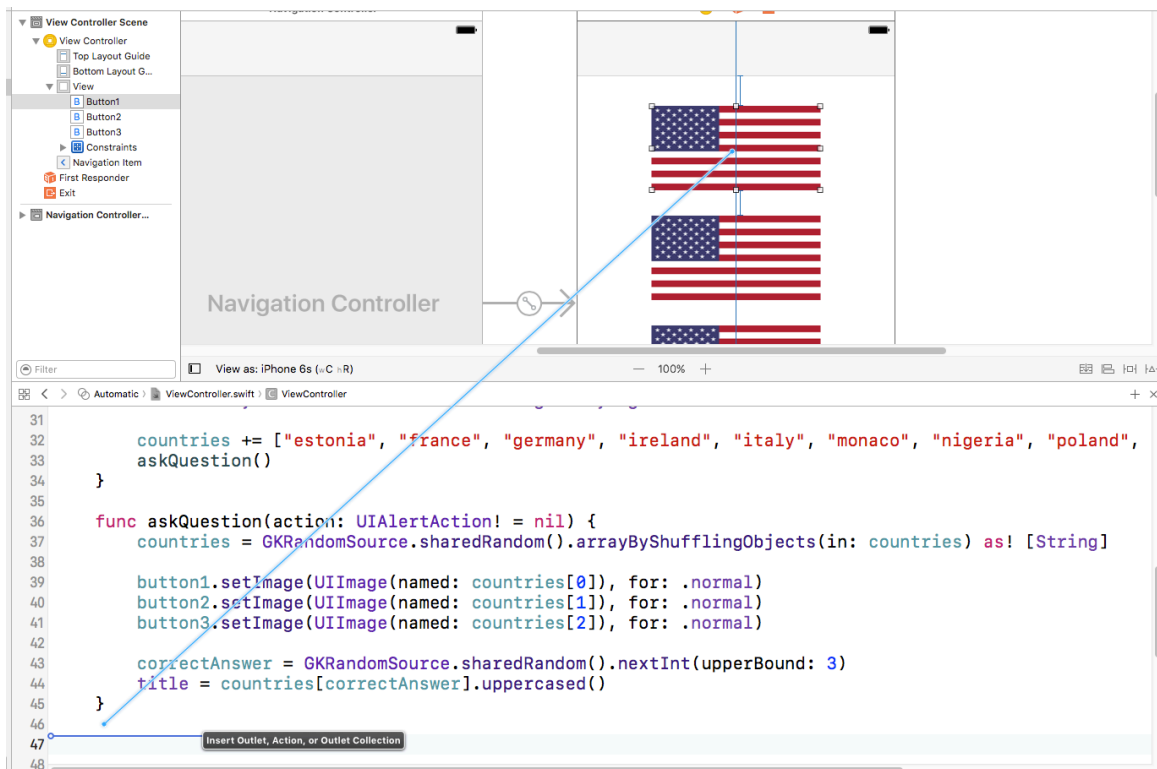 View Controller Scene
View Controller
Top Layout Guide
Bottom Layout G...
View
B Button1
B Button2
B Button3
Constraints
Navigation Item
First Responder
Exit
Navigation Controller...
Filter
Navigation Controller
View as: iPhone 6s (wC hR)
100%
Automatic
ViewController.swift
ViewController
31
32 countries += ["estonia", "france", "germany", "ireland", "italy", "monaco", "nigeria", "poland",
33 askQuestion()
34 }
35
36 func askQuestion(action: UIAlertAction! = nil) {
37 countries = GKRandomSource.sharedRandom().arrayByShufflingObjects(in: countries) as! [String]
38
39 button1.setImage(UIImage(named: countries[0]), for: .normal)
40 button2.setImage(UIImage(named: countries[1]), for: .normal)
41 button3.setImage(UIImage(named: countries[2]), for: .normal)
42
43 correctAnswer = GKRandomSource.sharedRandom().nextInt(upperBound: 3)
44 title = countries[correctAnswer].uppercased()
45 }
46
47
Insert Outlet, Action, or Outlet Collection
48